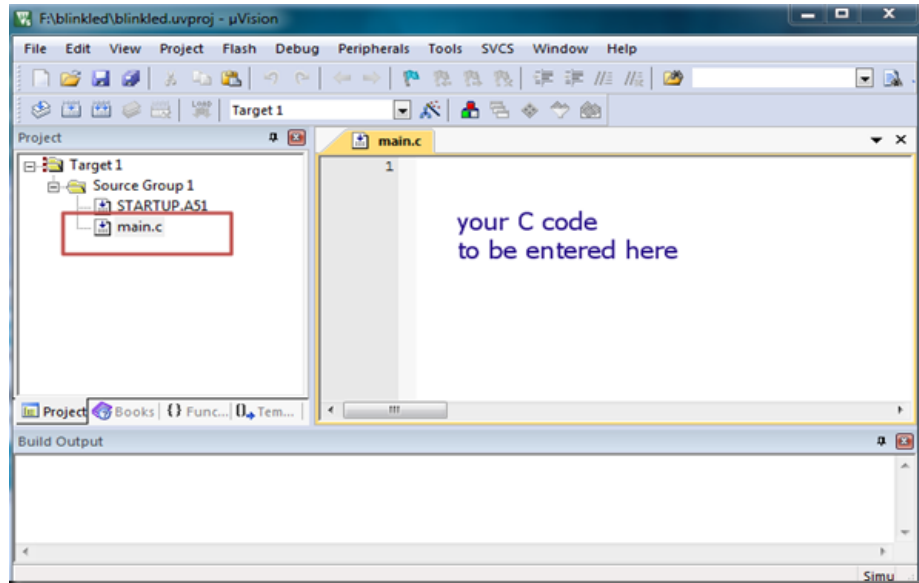 F:\blinkled\blinkled.uvproj - µVision
File Edit View Project Flash Debug Peripherals Tools SVCS Window Help
LOAD Target 1
Project
main.c
Target 1
Source Group 1
STARTUP.A51
main.c
1
your C code
to be entered here
Project Books {} Func... 0 Tem...
Build Output
Simu